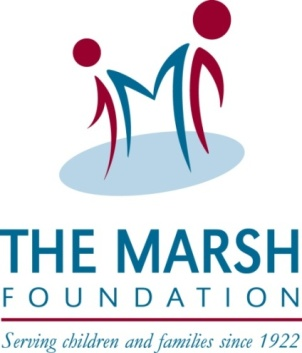 THE MARSH
FOUNDATION
Serving children and families since 1922